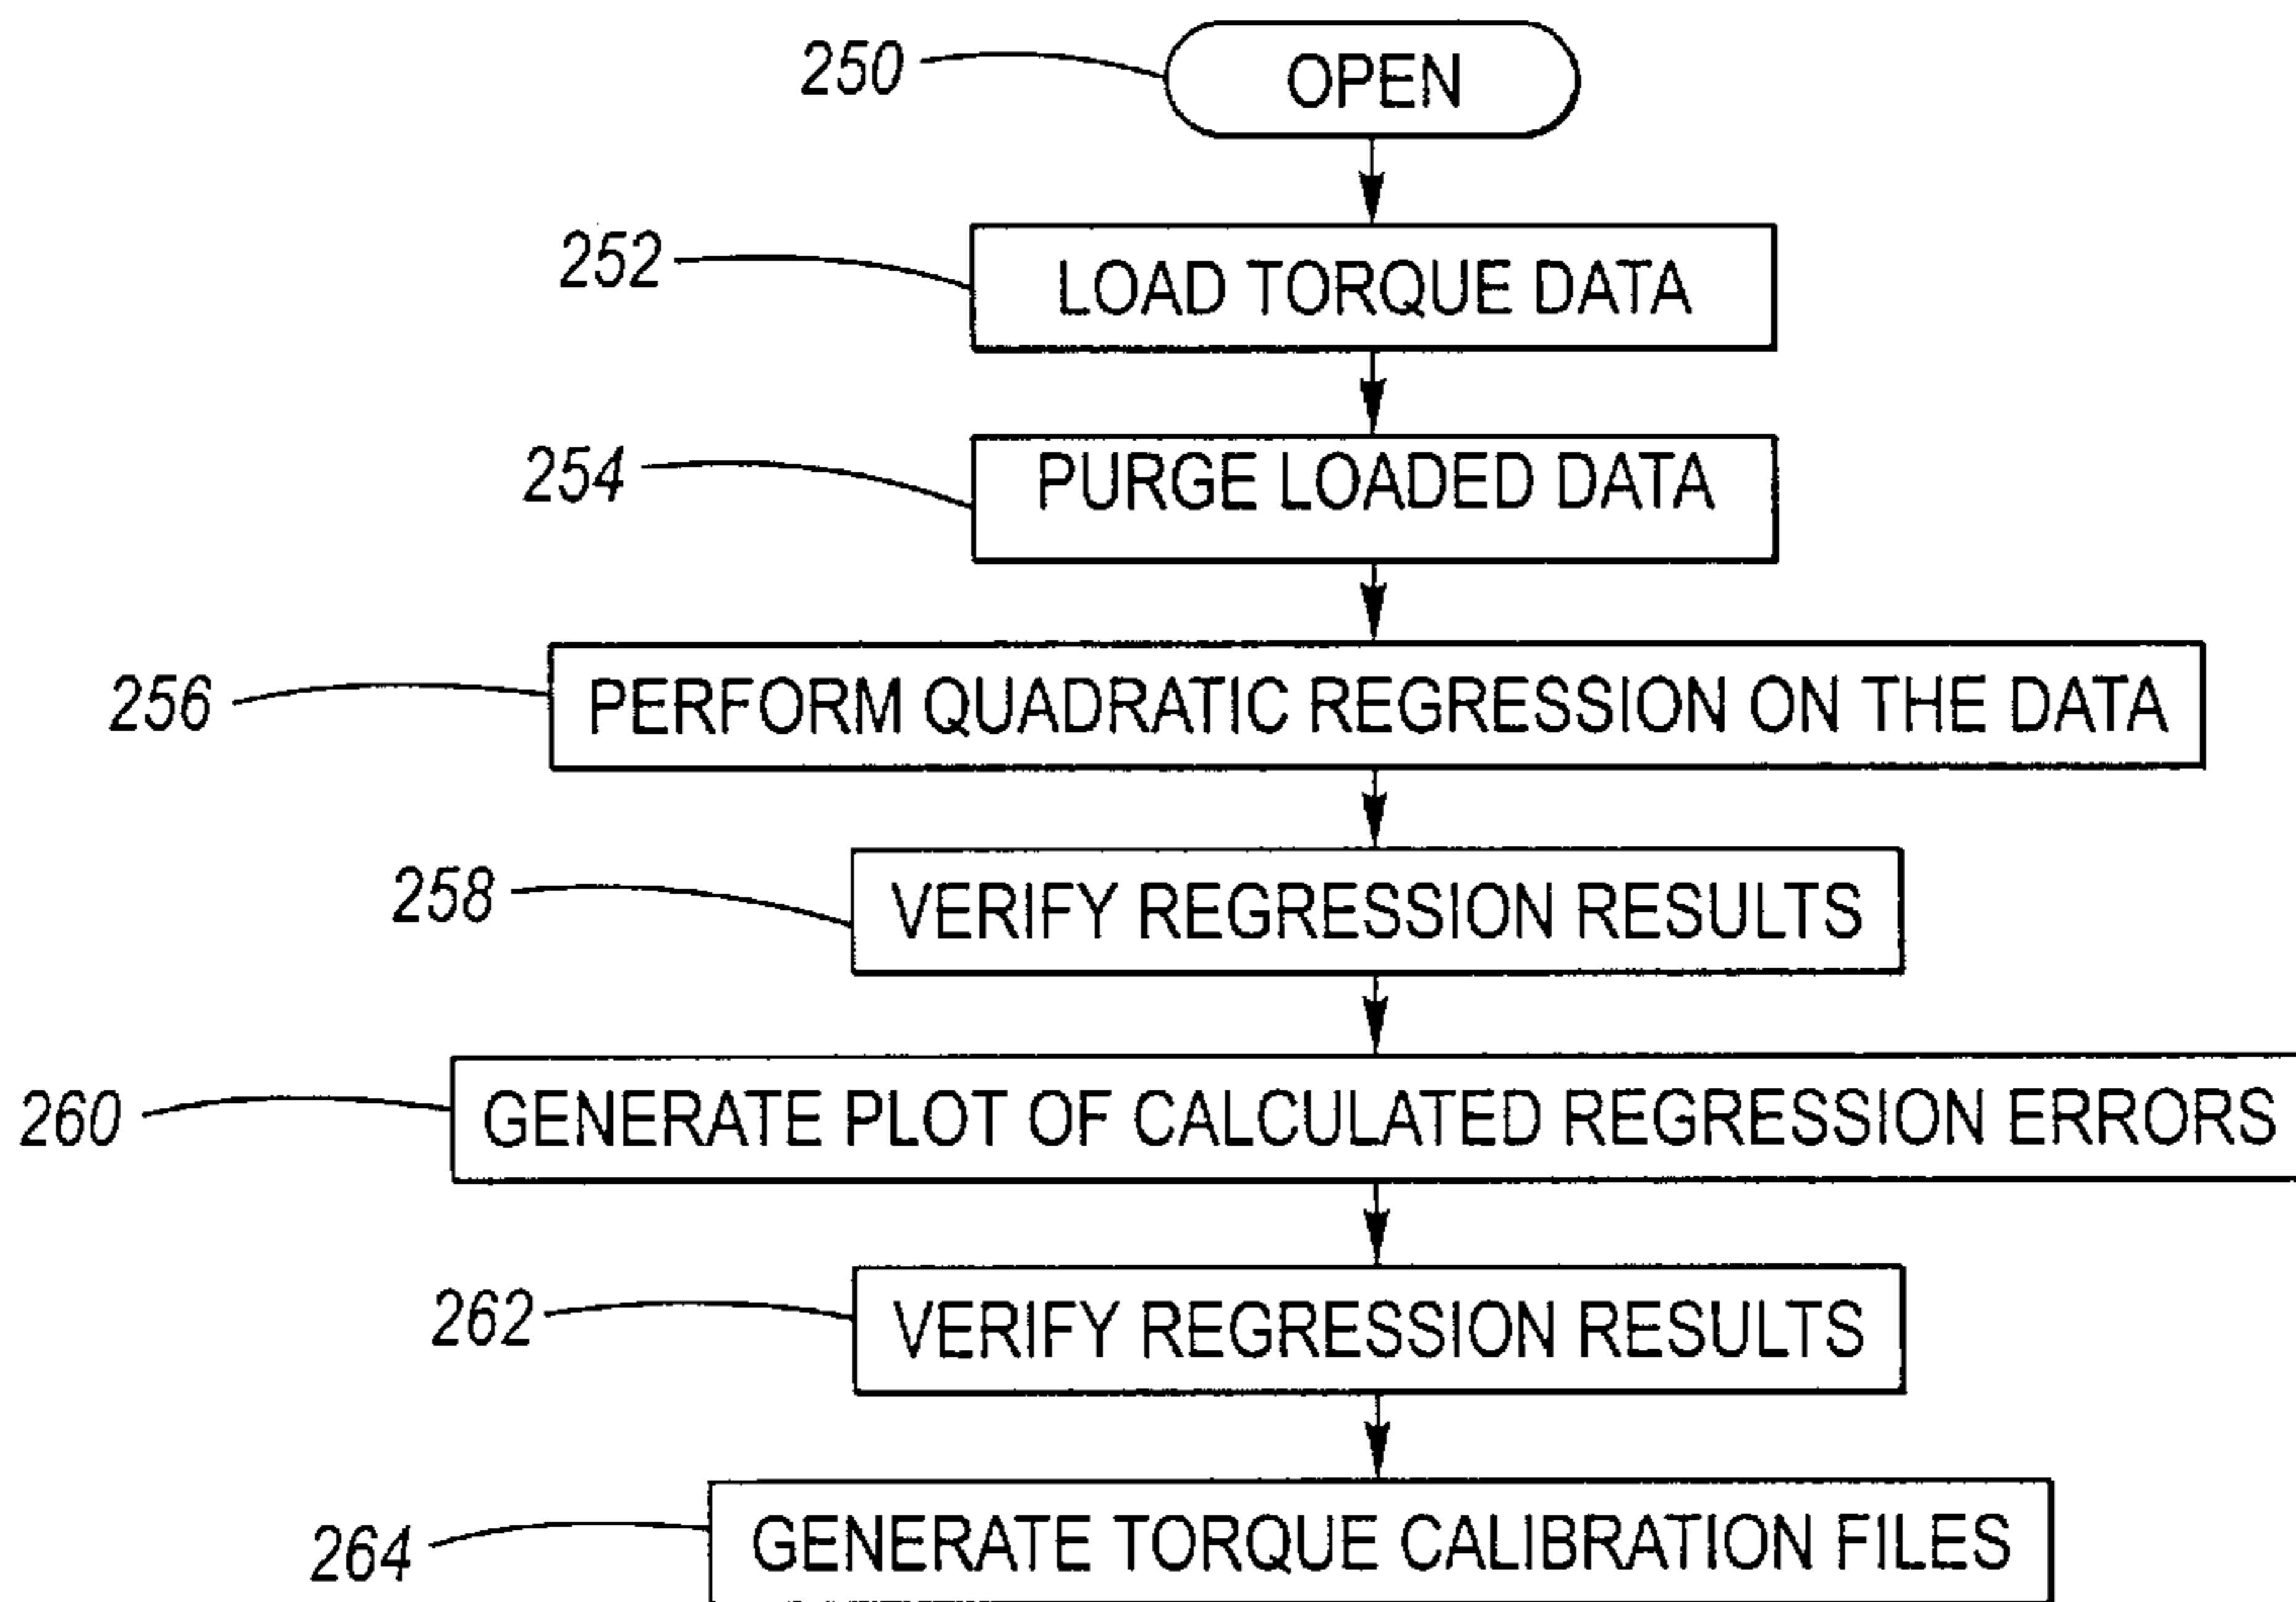 250 OPEN
252 LOAD TORQUE DATA
254 PURGE LOADED DATA
256 PERFORM QUADRATIC REGRESSION ON THE DATA
258 VERIFY REGRESSION RESULTS
260 GENERATE PLOT OF CALCULATED REGRESSION ERRORS
262 VERIFY REGRESSION RESULTS
264 GENERATE TORQUE CALIBRATION FILES